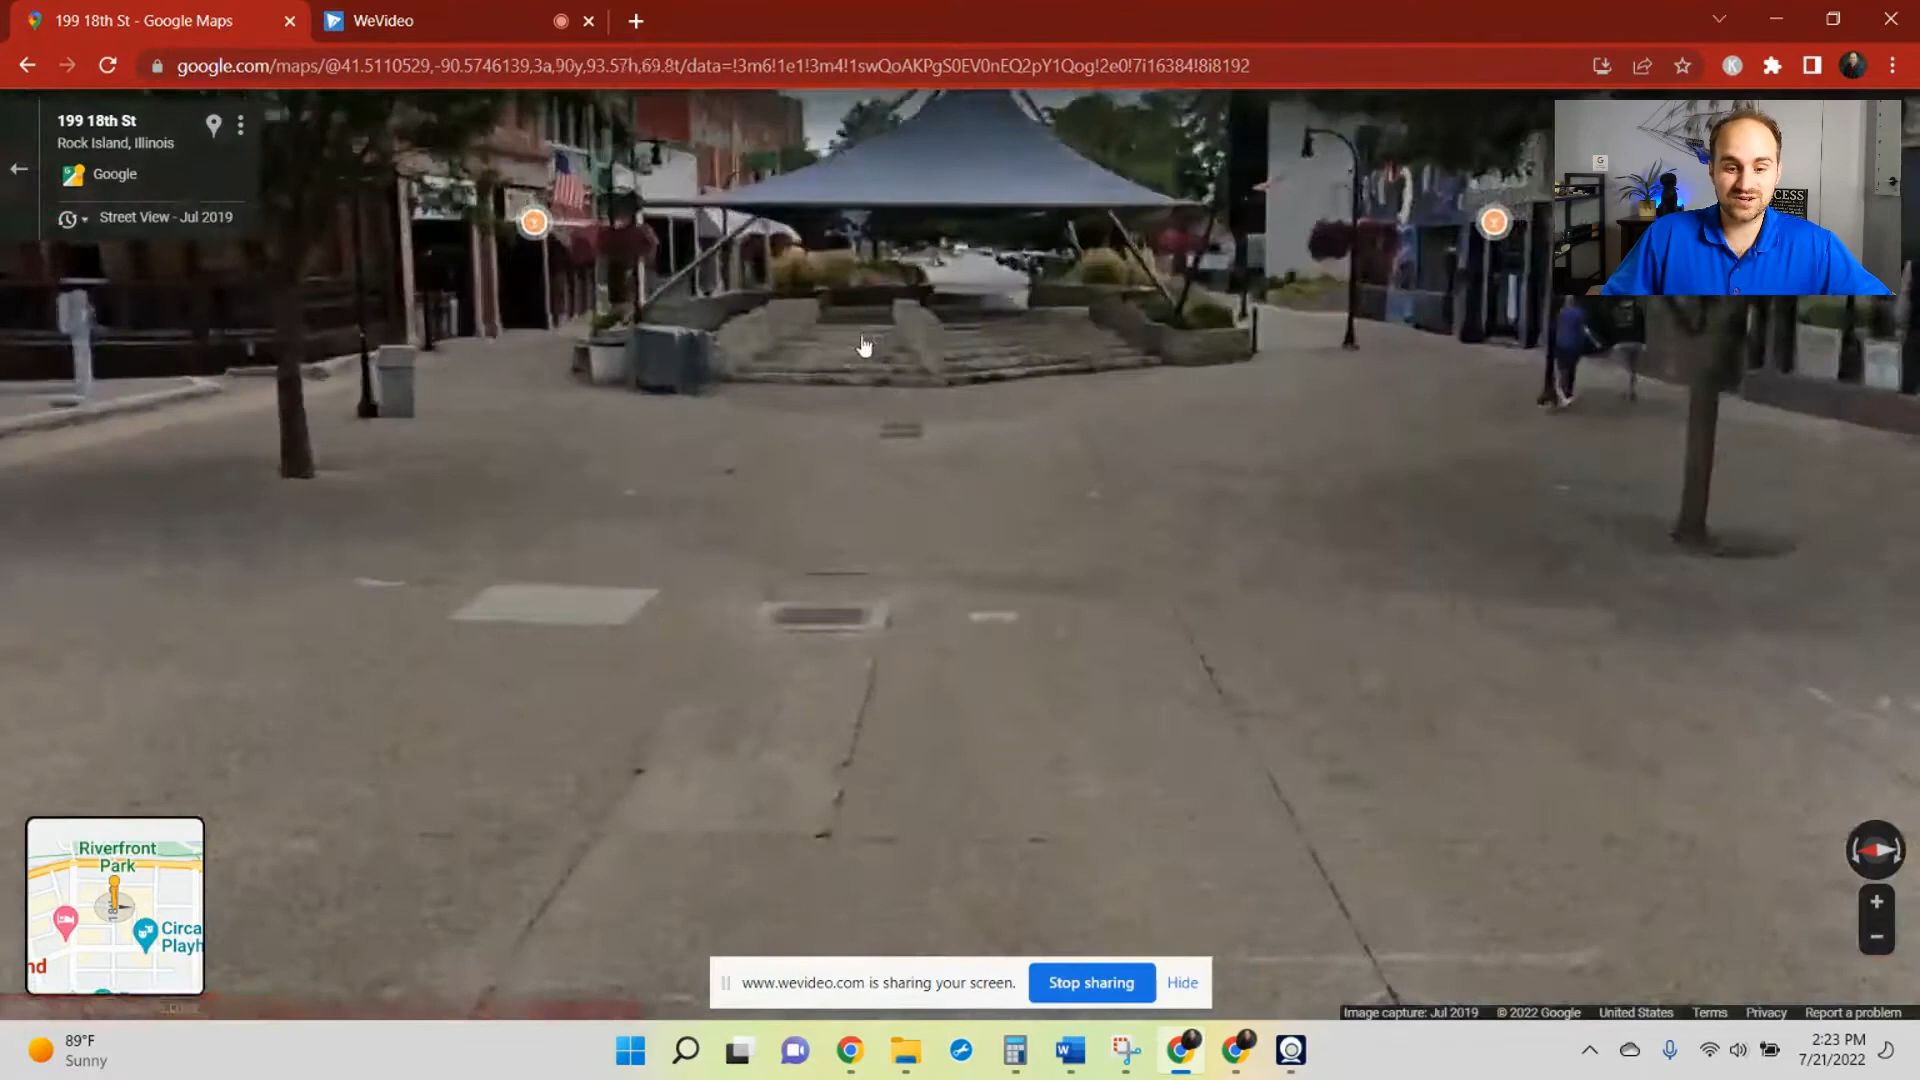 199 18th St - Google Maps
WeVideo
google.com/maps/@41.5110529,-90.5746139,3a,90y,93.57h,69.8t/data=!3m6!1e1!3m4!1swQoAKPgS0EV0nEQ2pY1Qog!2e0!7i16384!8i8192
K
199 18th St
Rock Island, Illinois
Google
Street View - Jul 2019
CESS
Riverfront
Park
18
Circa
Playh
nd
www.wevideo.com is sharing your screen.
Stop sharing
Hide
Image capture: Jul 2019
© 2022 Google
United States
Terms
Privacy
Report a problem
89°F
Sunny
2:23 PM
7/21/2022